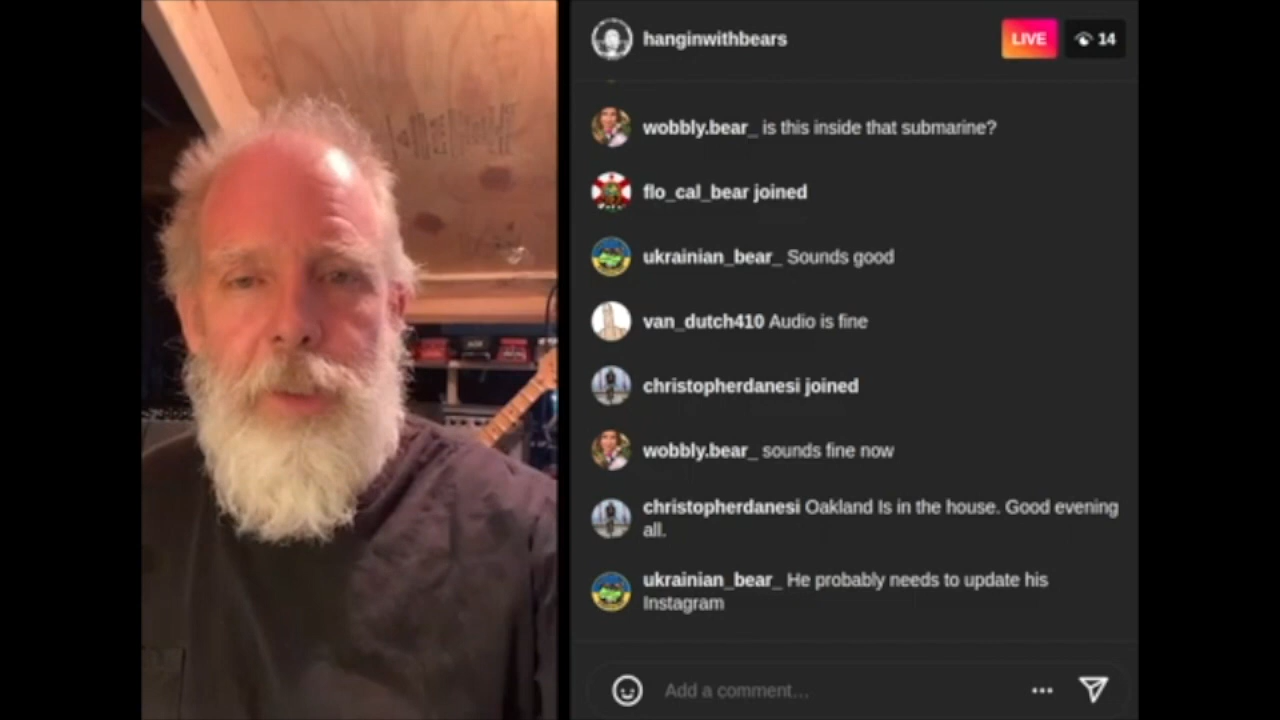 hanginwithbears
LIVE
14
wobbly.bear_ is this inside that submarine?
flo_cal_bear joined
ukrainian_bear_ Sounds good
van_dutch410 Audio is fine
christopherdanesi joined
wobbly.bear_ sounds fine now
christopherdanesi Oakland Is in the house. Good evening
all.
ukrainian_bear_ He probably needs to update his
Instagram
Add a comment...